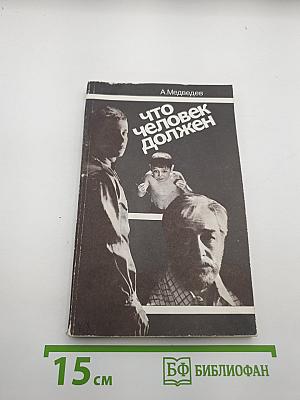 А.Медведев
ЧТО
ЧЕЛОВЕК
ДОЛЖЕН
15 см
БФ БИБЛИОФАН